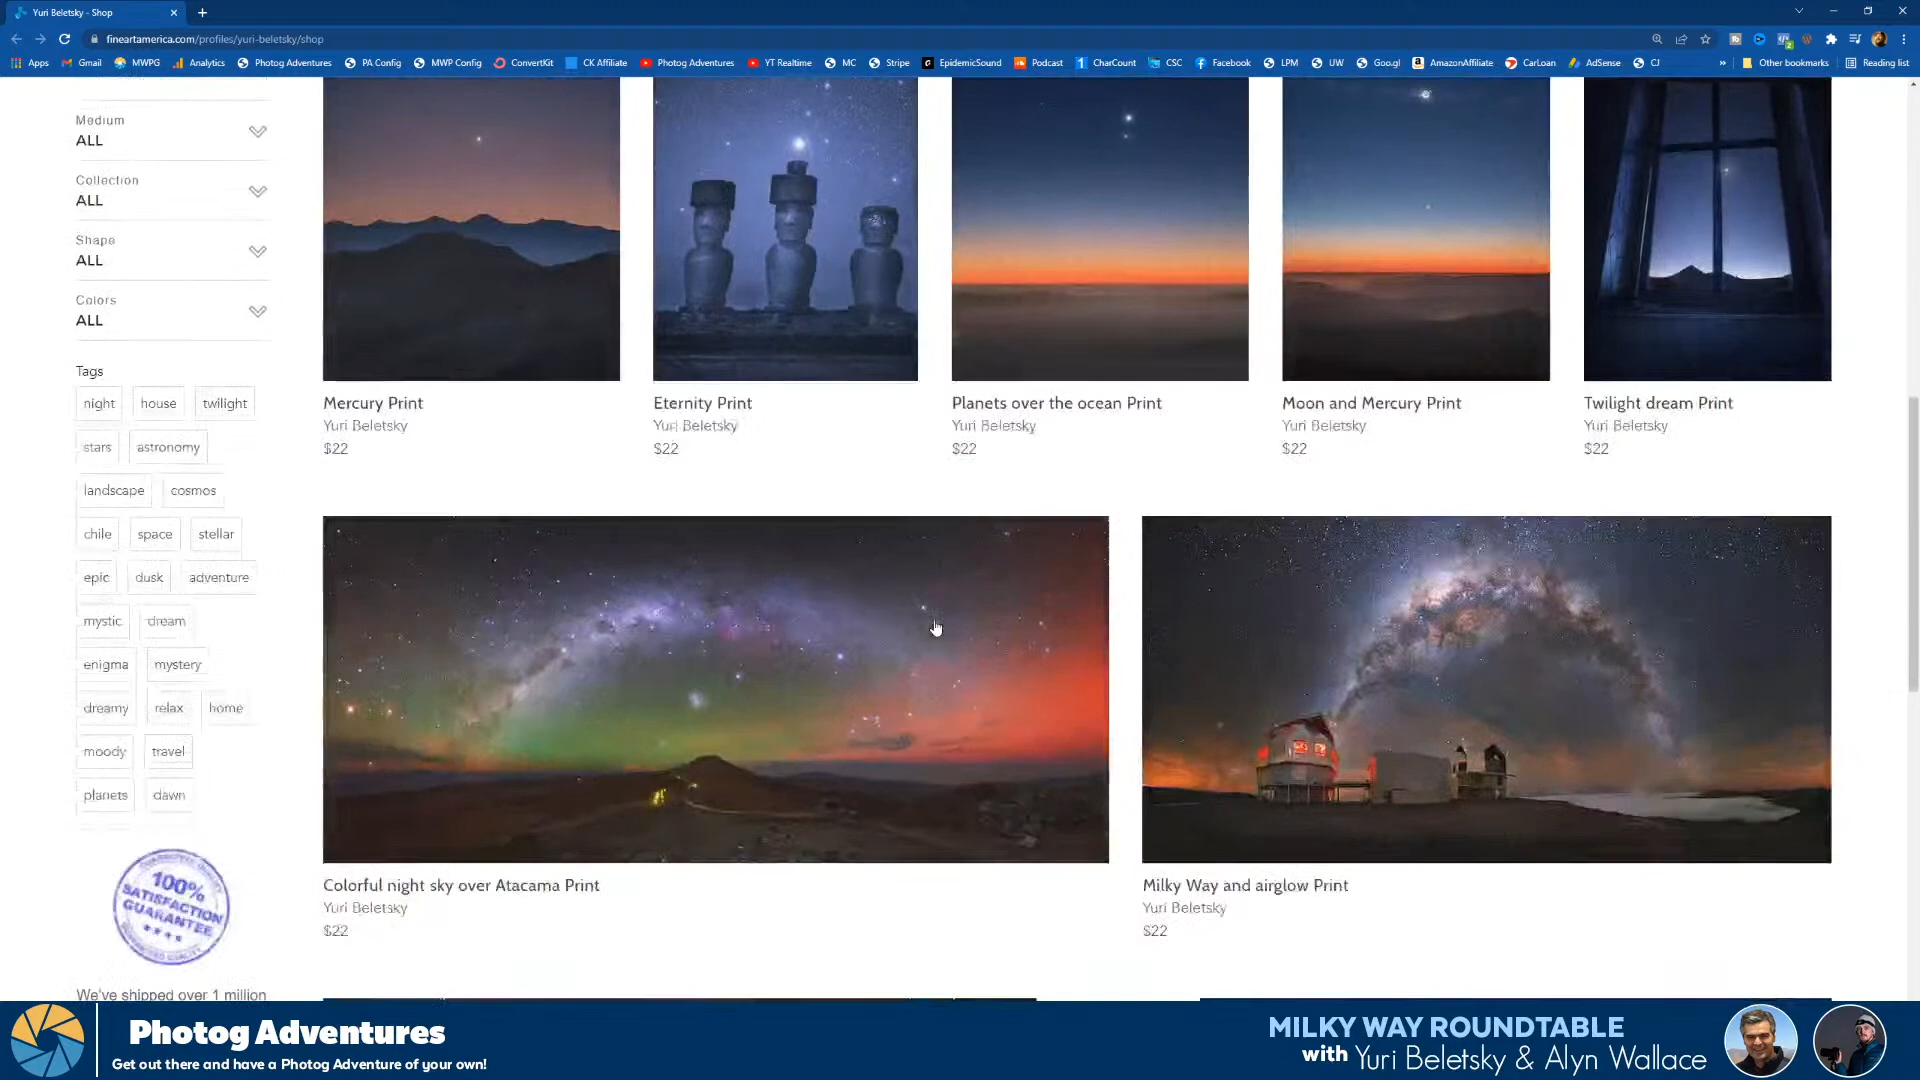 Yuri Beletsky - Shop
fineartamerica.com/profiles/yuri-beletsky/shop
Apps Gmail MWPG Analytics Photog Adventures PA Config MWP Config ConvertKit CK Affiliate Photog Adventures YT Realtime MC Stripe EpidemicSound Podcast CharCount CSC Facebook LPM UW Goo.gl AmazonAffiliate CarLoan AdSense CJ » Other bookmarks Reading list
Medium
ALL
Collection
ALL
Shape
ALL
Colors
ALL
Tags
night house twilight
stars astronomy
landscape cosmos
chile space stellar
epic dusk adventure
mystic dream
enigma mystery
dreamy relax home
moody travel
planets dawn
100%
SATISFACTION
GUARANTEE
We've shipped over 1 million
Mercury Print
Yuri Beletsky
$22
Eternity Print
Yuri Beletsky
$22
Planets over the ocean Print
Yuri Beletsky
$22
Moon and Mercury Print
Yuri Beletsky
$22
Twilight dream Print
Yuri Beletsky
$22
Colorful night sky over Atacama Print
Yuri Beletsky
$22
Milky Way and airglow Print
Yuri Beletsky
$22
Photog Adventures
Get out there and have a Photog Adventure of your own!
MILKY WAY ROUNDTABLE
with Yuri Beletsky & Alyn Wallace